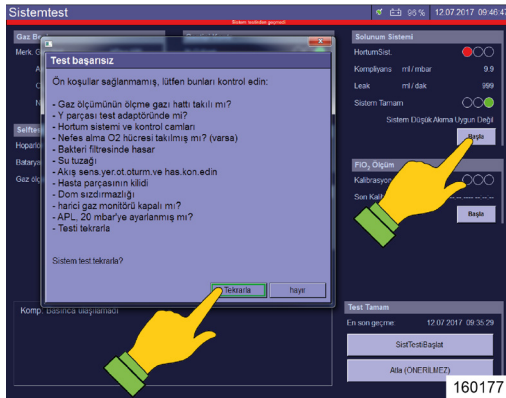 Sistemtest
96 %
12.07.2017 09:46:4
Sistem testinden geçmedi
Gaz Be
Merk. G
Selftes
Hoparlö
Batarya
Gaz ölç
Test başarısız
Ön koşullar sağlanmamış, lütfen bunları kontrol edin:
- Gaz ölçümünün ölçme gazı hattı takılı mı?
- Y parçası test adaptöründe mi?
- Hortum sistemi ve kontrol camları
- Nefes alma O2 hücresi takılmış mı? (varsa)
- Bakteri filtresinde hasar
- Su tuzağı
- Akış sens.yer.ot.oturm.ve has.kon.edin
- Hasta parçasının kilidi
- Dom sızdırmazlığı
- harici gaz monitörü kapalı mı?
- APL, 20 mbar'ye ayarlanmış mı?
- Testi tekrarla
Sistem test tekrarla?
Tekrarla
hayır
Komp. Basınca ulaşılamadı
Solunum Sistemi
HortumSist.
Kompliyans ml/mbar 9.9
Leak ml/dak 999
Sistem Tamam
Sistem Düşük Akıma Uygun Değil
Başla
FIO2 Ölçüm
Kalibrasyon
Son Kali
Başla
Test Tamam
En son geçme: 12.07.2017 09:35:29
SistTestiBaşlat
Atla (ÖNERİLMEZ)
160177